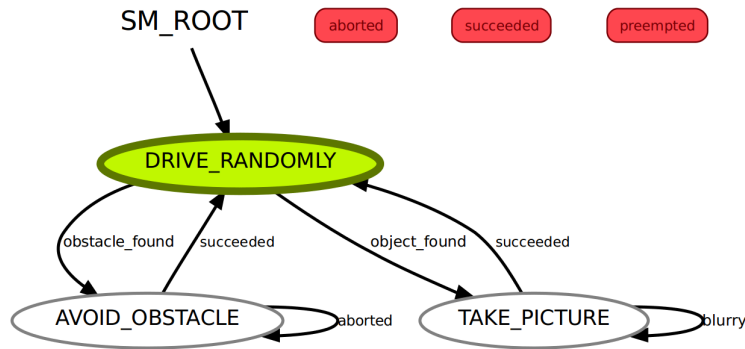 SM_ROOT
aborted
succeeded
preempted
DRIVE_RANDOMLY
obstacle_found
succeeded
object_found
succeeded
AVOID_OBSTACLE
aborted
TAKE_PICTURE
blurry